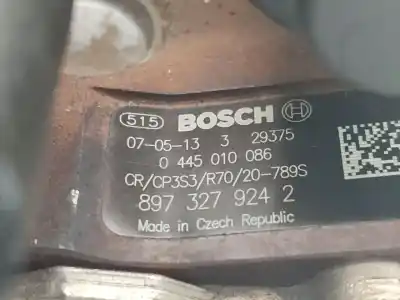 515 BOSCH
07-05-13 3 29375
0 445 010 086
CR/CP3S3/R70/20-789S
897 327 924 2
Made in Czech Republic